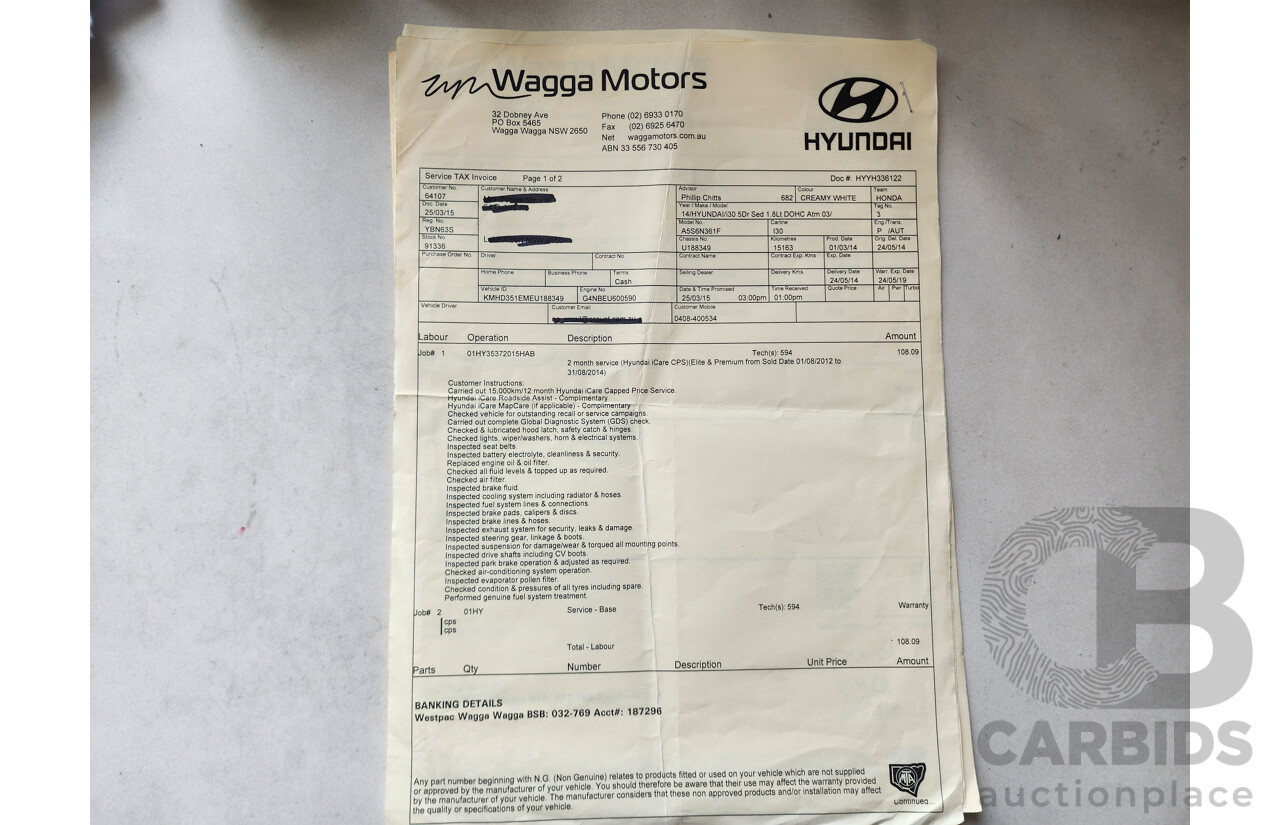 Wagga Motors
32 Dobney Ave
PO Box 5465
Wagga Wagga NSW 2650
Phone (02) 6933 0170
Fax (02) 6925 6470
Net waggamotors.com.au
ABN 33 556 730 405
HYUNDAI
Service TAX Invoice Page 1 of 2 Doc #: HYYH336122
Customer No. Customer Name & Address Advisor Colour Team
64107 Phillip Chitts 682 CREAMY WHITE HONDA
Doc. Date Year / Make / Model Tag No.
25/03/15 14/HYUNDAI/i30 5Dr Sed 1.8Lt DOHC Atm 03/ 3
Reg. No. Model No. Carline Eng./Trans.
YBN63S A5S6N361F I30 P /AUT
Stock No. Chassis No. Kilometres Prod. Date Orig. Del. Date
91336 L U188349 15163 01/03/14 24/05/14
Purchase Order No. Driver Contract No. Contract Name Contract Exp. Kms Exp. Date
Home Phone Business Phone Terms Selling Dealer Delivery Kms. Delivery Date Warr. Exp. Date
Cash 24/05/14 24/05/19
Vehicle ID Engine No. Date & Time Promised Time Received Quote Price Air Pwr Turbo
KMHD351EMEU188349 G4NBEU600590 25/03/15 03:00pm 01:00pm
Vehicle Driver Customer Email Customer Mobile
0408-400534
Labour Operation Description Amount
Job# 1 01HY35372015HAB Tech(s): 594 108.09
2 month service (Hyundai iCare CPS)(Elite & Premium from Sold Date 01/08/2012 to
31/08/2014)
Customer Instructions:
Carried out 15,000km/12 month Hyundai iCare Capped Price Service.
Hyundai iCare Roadside Assist - Complimentary
Hyundai iCare MapCare (if applicable) - Complimentary
Checked vehicle for outstanding recall or service campaigns.
Carried out complete Global Diagnostic System (GDS) check.
Checked & lubricated hood latch, safety catch & hinges.
Checked lights, wiper/washers, horn & electrical systems.
Inspected seat belts.
Inspected battery electrolyte, cleanliness & security.
Replaced engine oil & oil filter.
Checked all fluid levels & topped up as required.
Checked air filter.
Inspected brake fluid.
Inspected cooling system including radiator & hoses.
Inspected fuel system lines & connections.
Inspected brake pads, calipers & discs.
Inspected brake lines & hoses.
Inspected exhaust system for security, leaks & damage.
Inspected steering gear, linkage & boots.
Inspected suspension for damage/wear & torqued all mounting points.
Inspected drive shafts including CV boots.
Inspected park brake operation & adjusted as required.
Checked air-conditioning system operation.
Inspected evaporator pollen filter.
Checked condition & pressures of all tyres including spare.
Performed genuine fuel system treatment.
Job# 2 01HY Service - Base Tech(s): 594 Warranty
cps
cps
Total - Labour 108.09
Parts Qty Number Description Unit Price Amount
BANKING DETAILS
Westpac Wagga Wagga BSB: 032-769 Acct#: 187296
Any part number beginning with N.G. (Non Genuine) relates to products fitted or used on your vehicle which are not supplied
or approved by the manufacturer of your vehicle. You should therefore be aware that their use may affect the warranty provided
by the manufacturer of your vehicle. The manufacturer considers that these non approved products and/or installation may affect
the quality or specifications of your vehicle.
Continued...
CB
CARBIDS
auctionplace